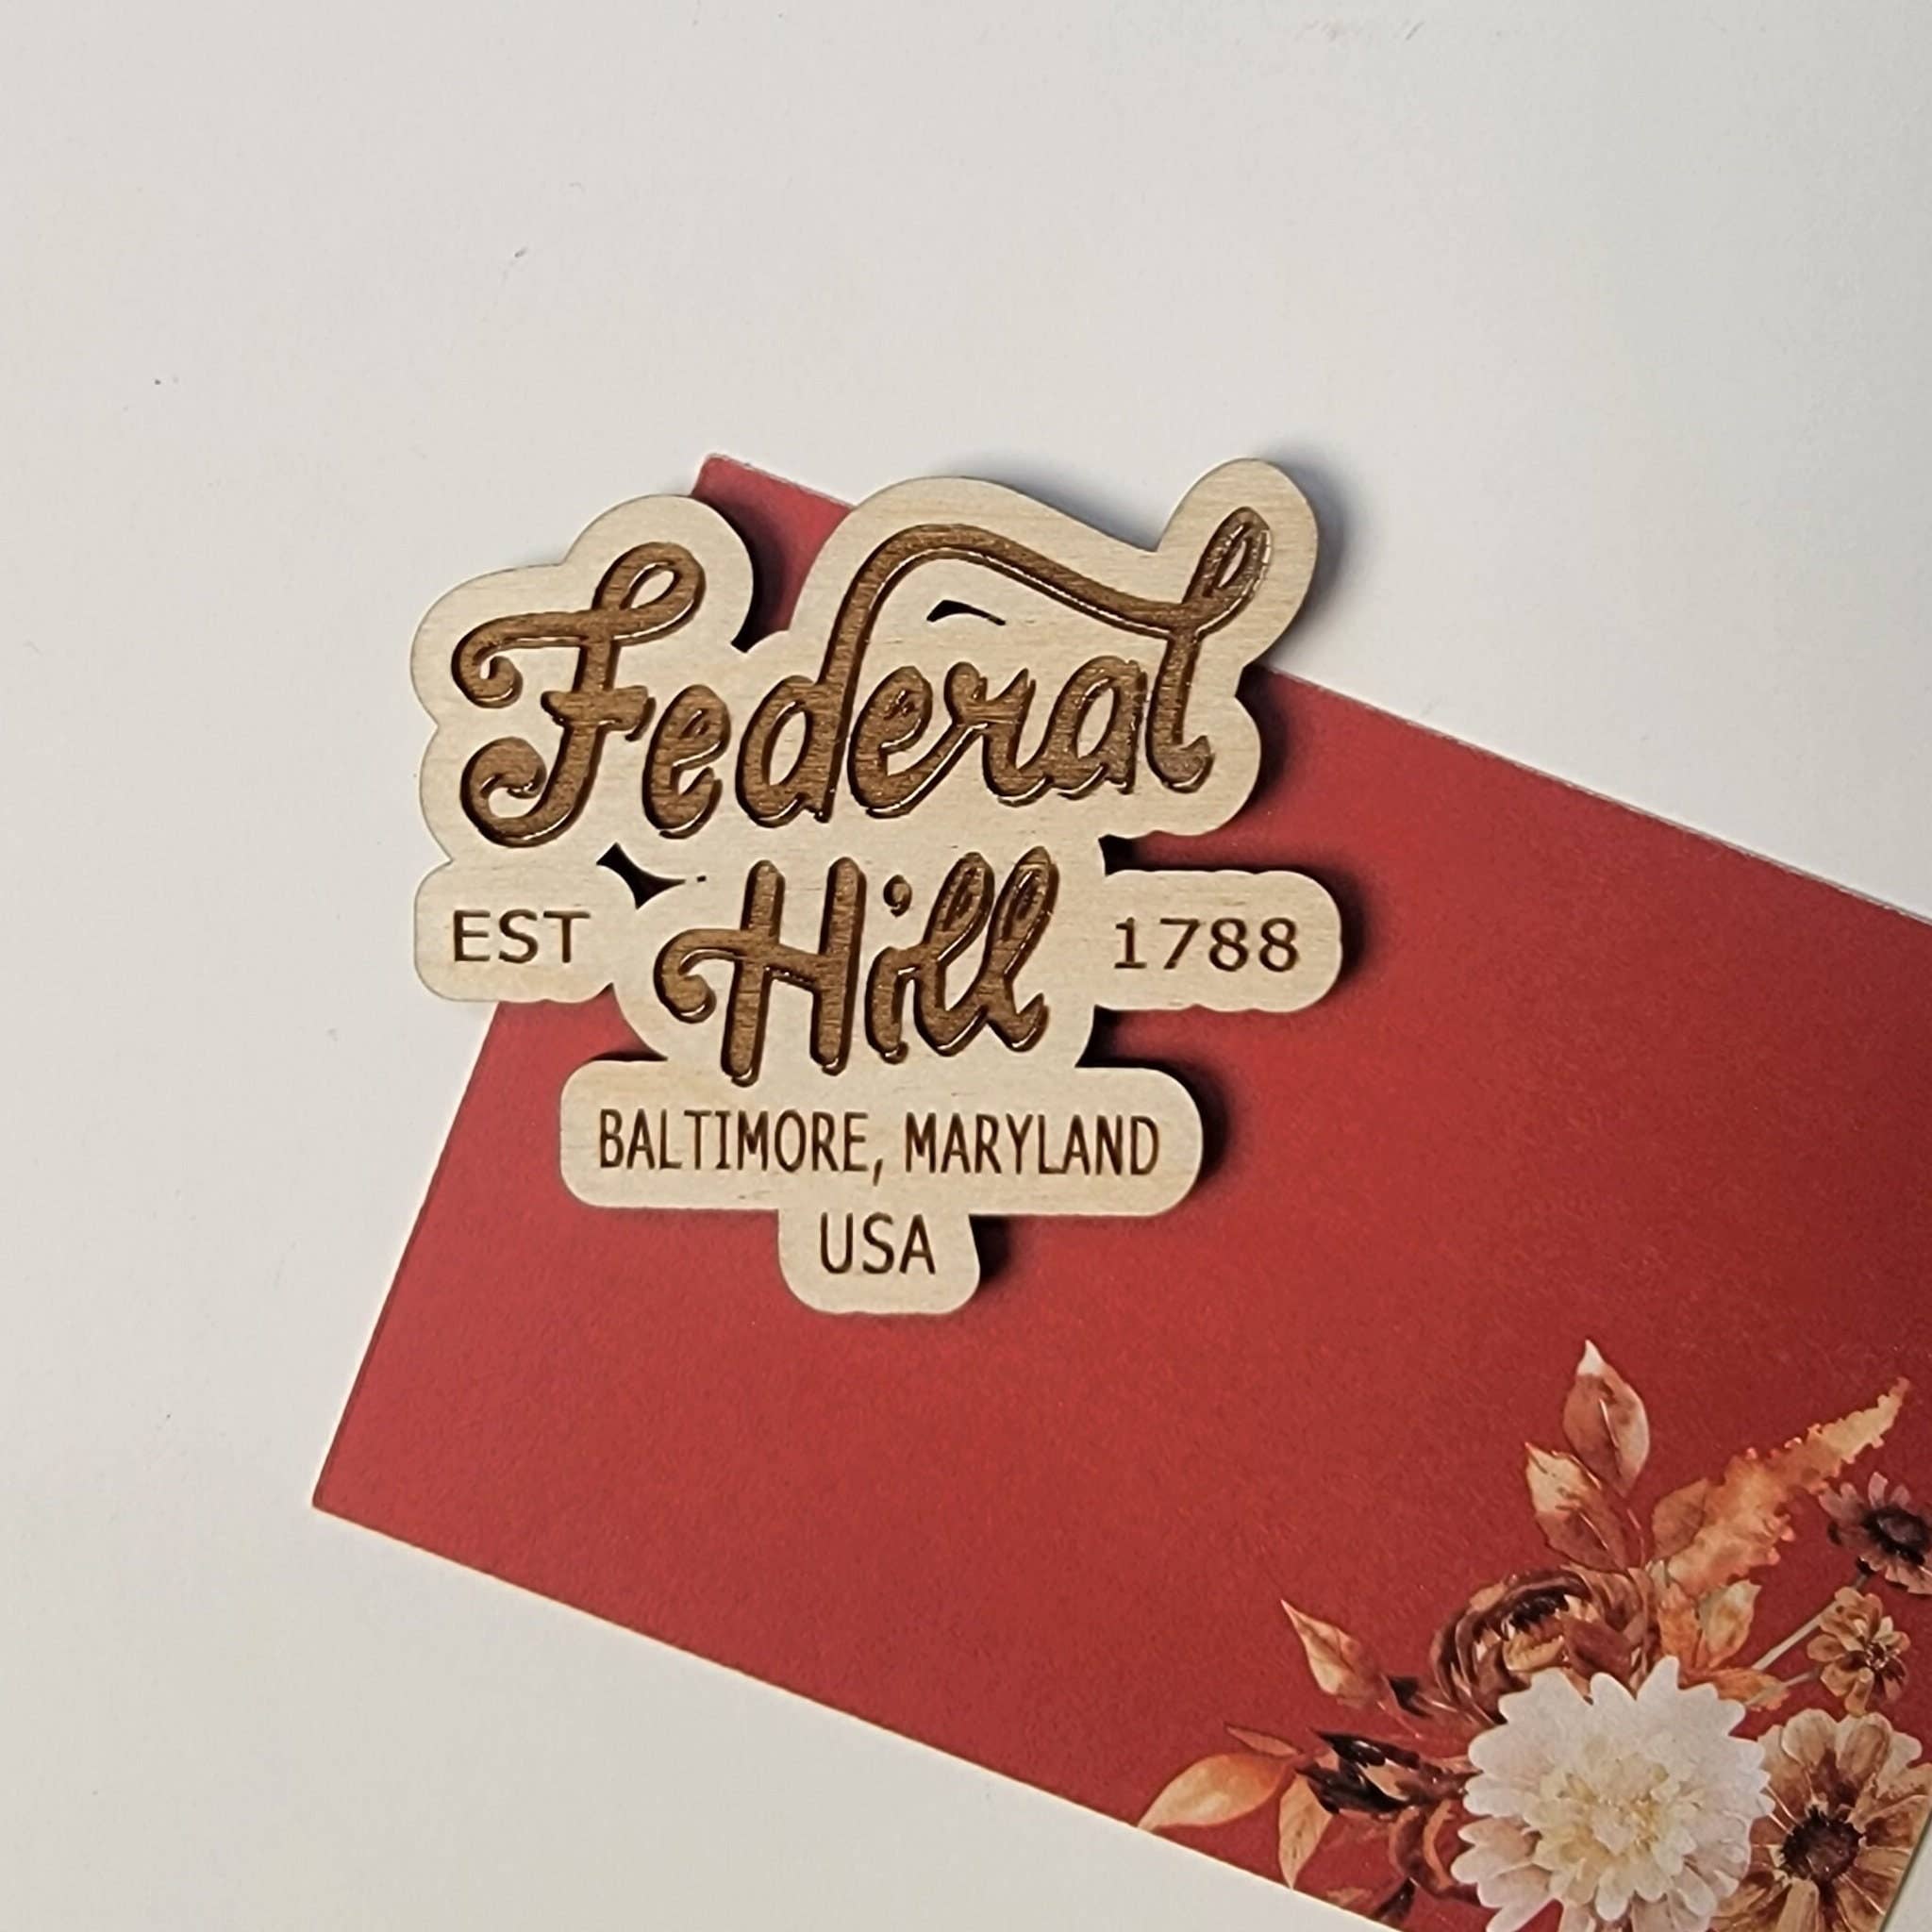 Federal
Hill
EST 1788
BALTIMORE, MARYLAND
USA